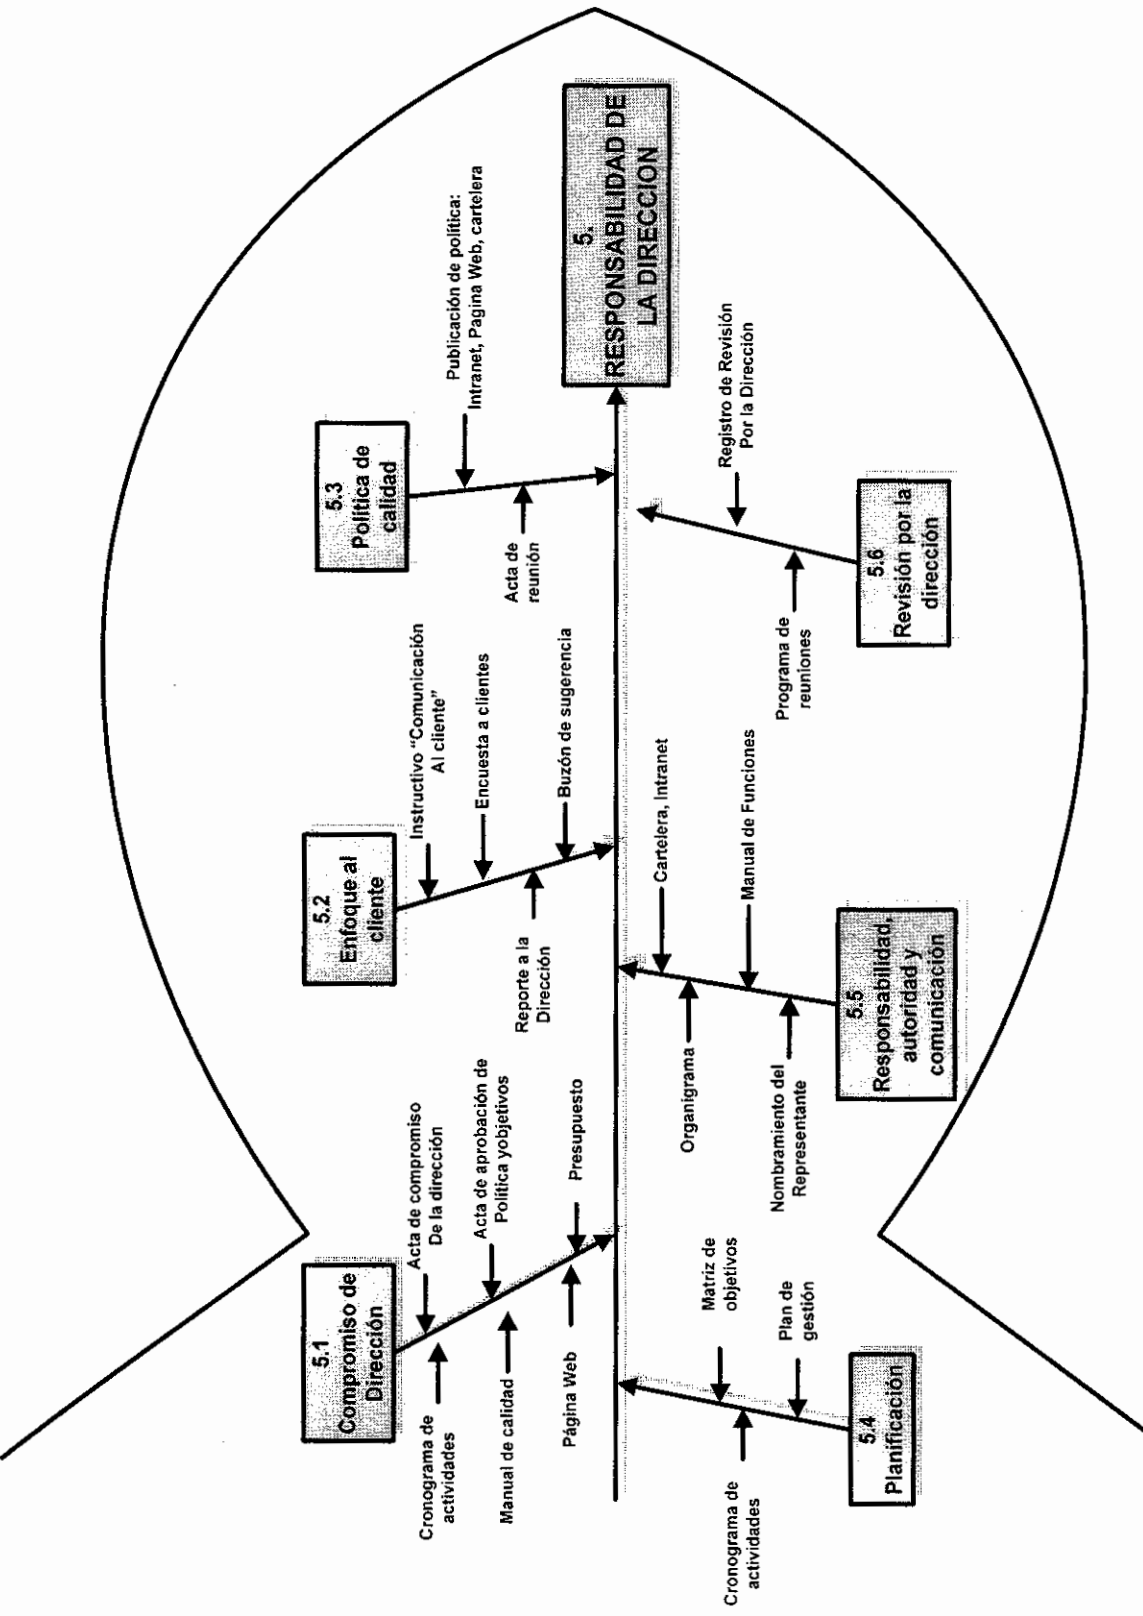 5.1
Compromiso de
Dirección
Acta de compromiso
De la dirección
Cronograma de
actividades
Acta de aprobación de
Política yobjetivos
Manual de calidad
Presupuesto
Página Web
5.2
Enfoque al
cliente
Instructivo “Comunicación
Al cliente”
Encuesta a clientes
Reporte a la
Dirección
Buzón de sugerencia
5.3
Política de
calidad
Publicación de política:
Intranet, Pagina Web, cartelera
Acta de
reunión
5.
RESPONSABILIDAD DE
LA DIRECCION
Matriz de
objetivos
Cronograma de
actividades
Plan de
gestión
5.4
Planificación
Cartelera, Intranet
Organigrama
Manual de Funciones
Nombramiento del
Representante
5.5
Responsabilidad,
autoridad y
comunicación
Registro de Revisión
Por la Dirección
Programa de
reuniones
5.6
Revisión por la
dirección